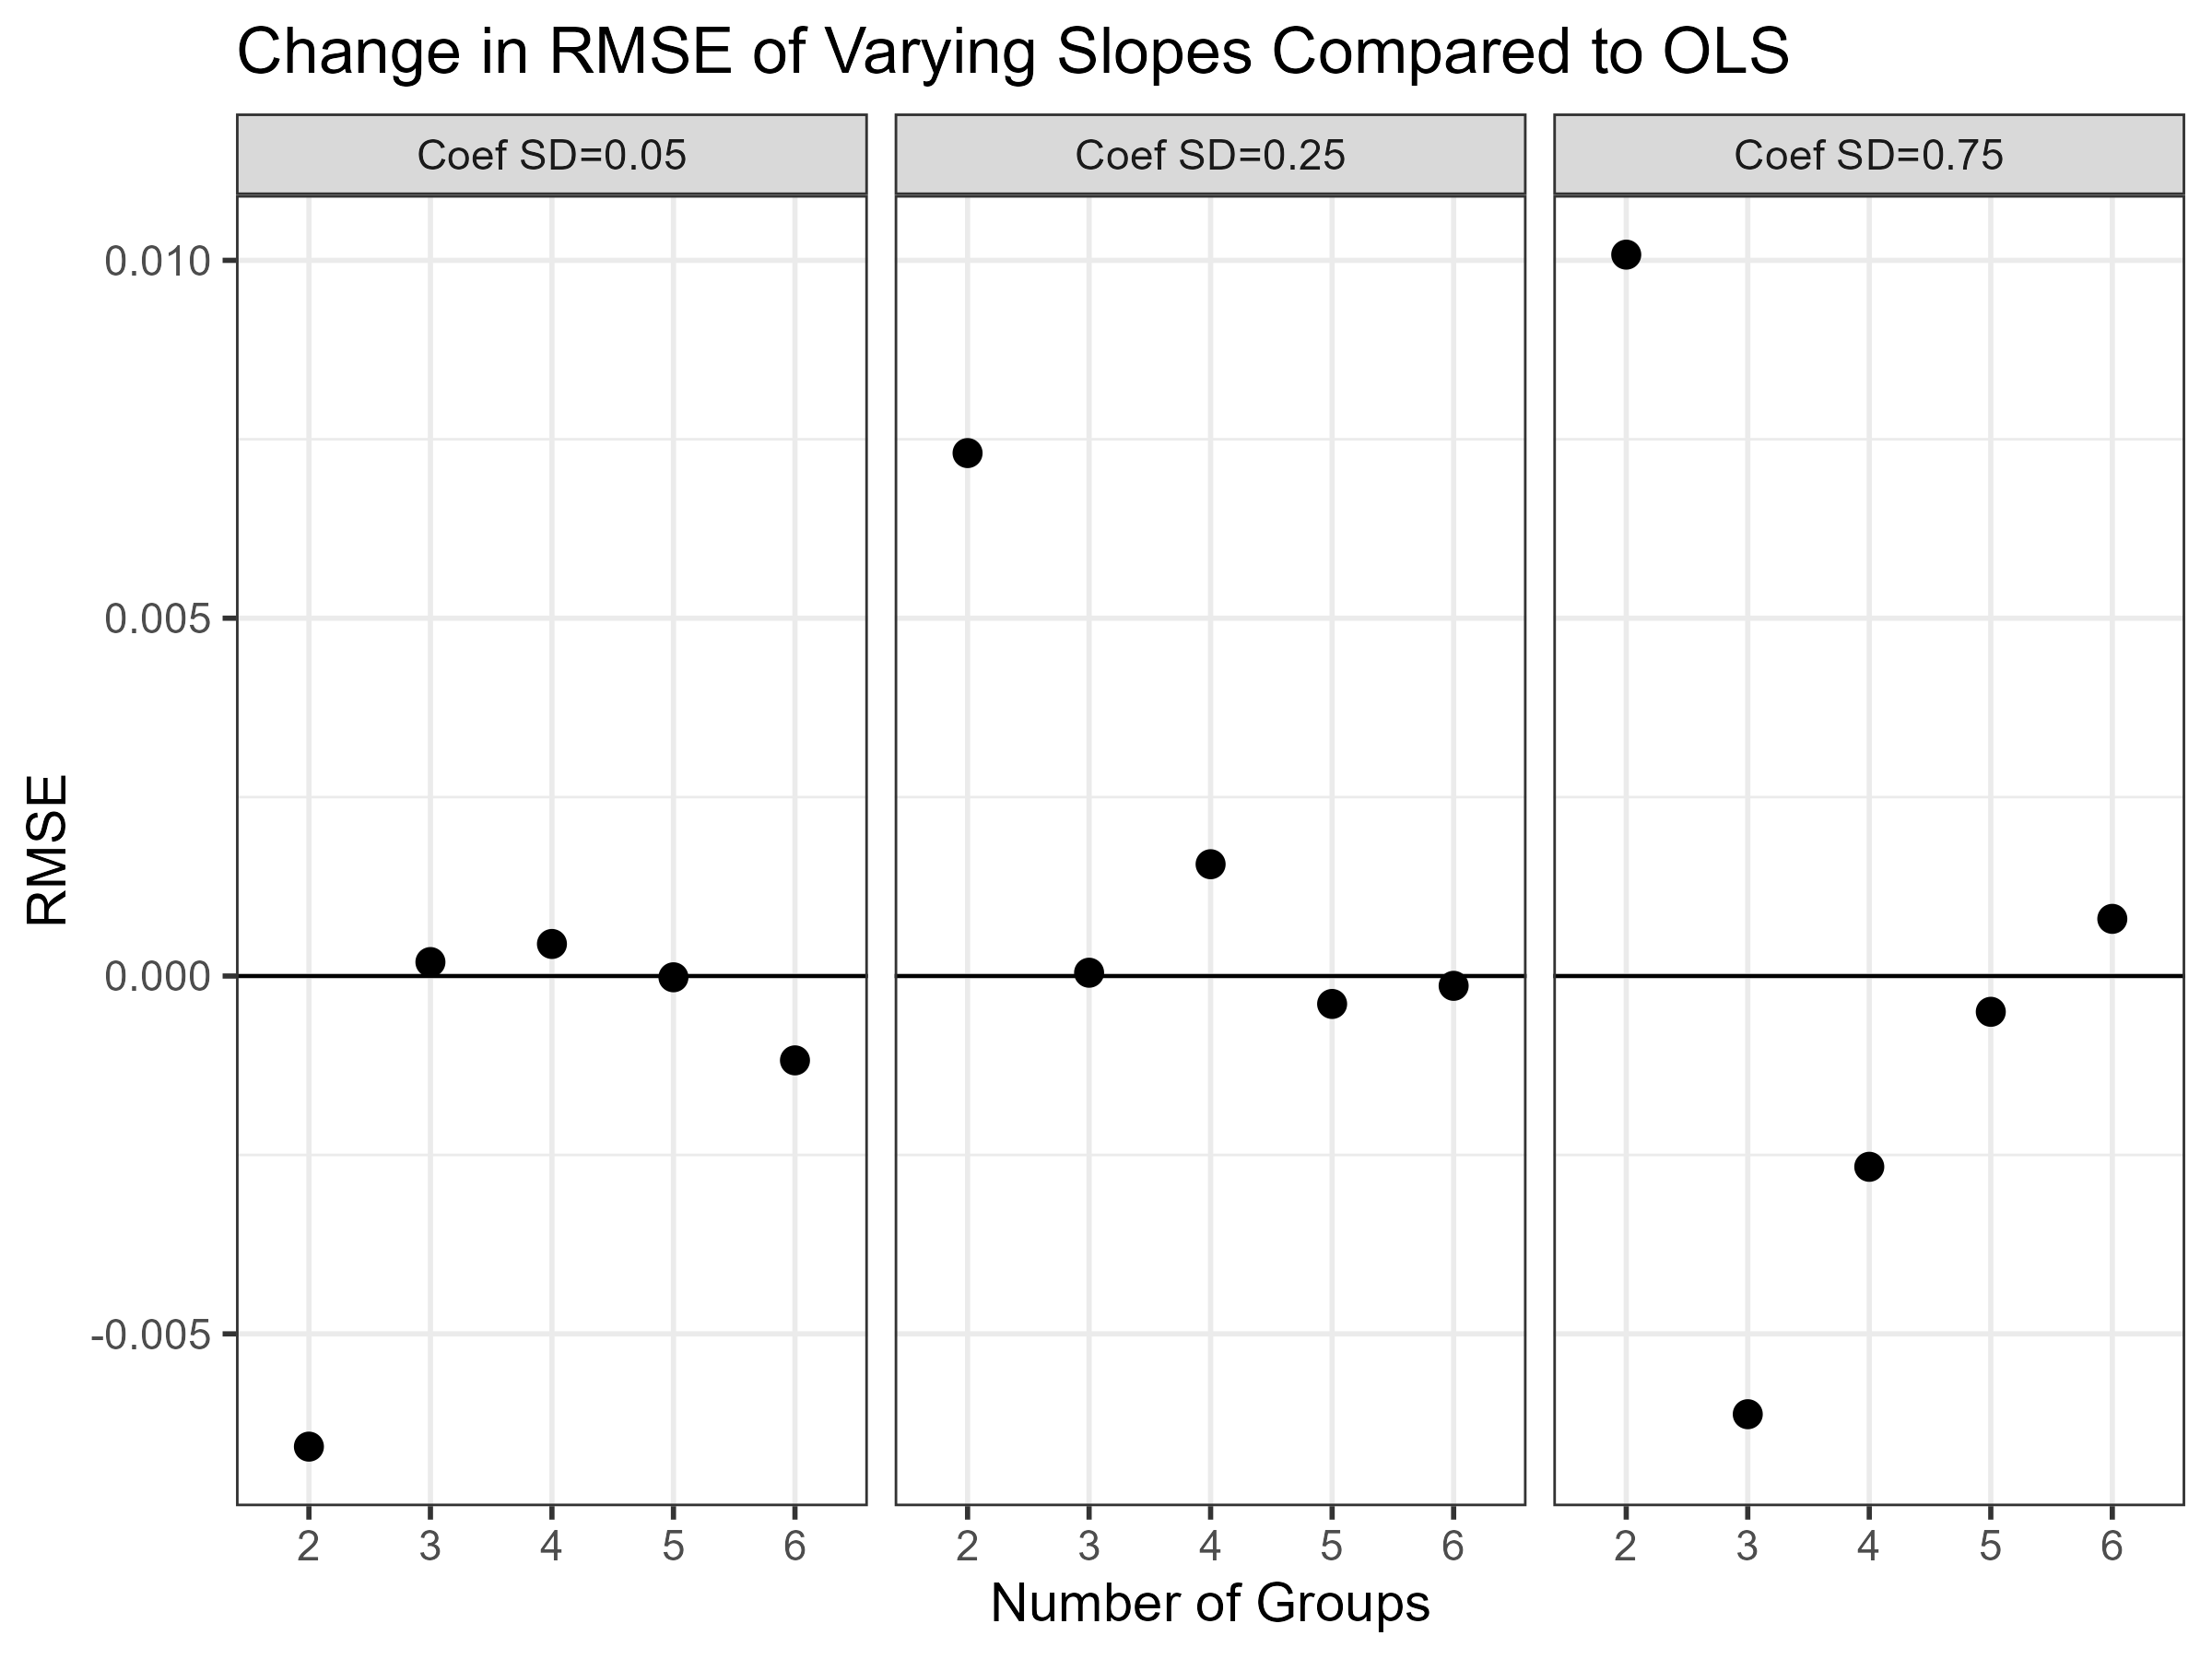 Change in RMSE of Varying Slopes Compared to OLS
Coef SD=0.05
Coef SD=0.25
Coef SD=0.75
RMSE
0.010
0.005
0.000
-0.005
2 3 4 5 6
2 3 4 5 6
2 3 4 5 6
Number of Groups